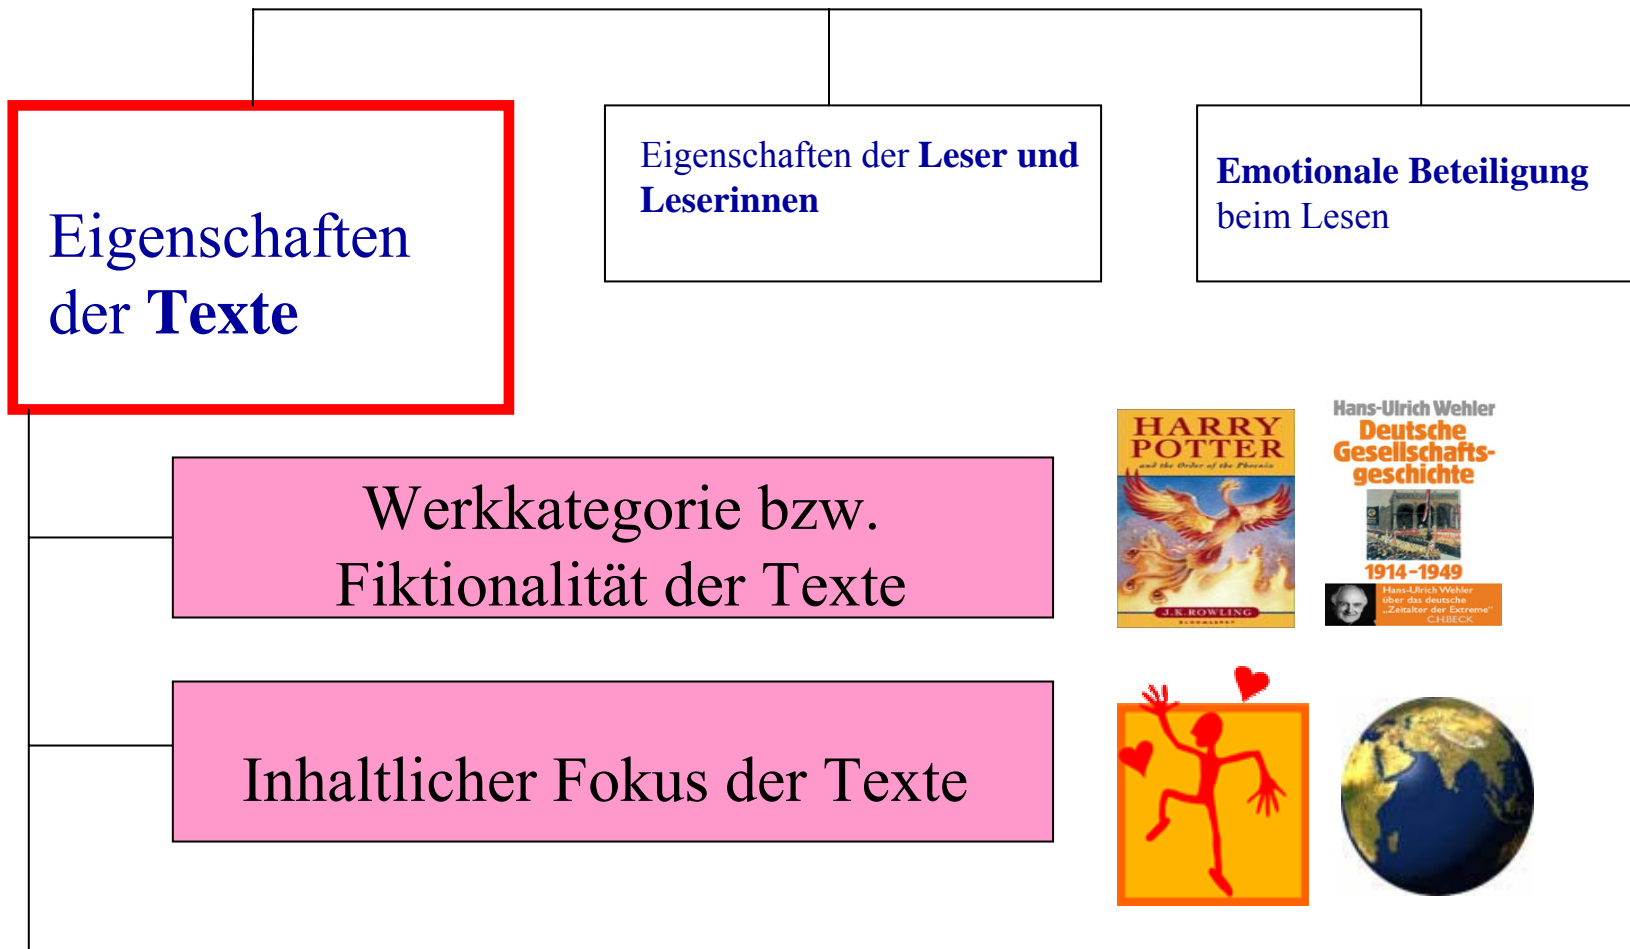 Eigenschaften
der Texte
Eigenschaften der Leser und
Leserinnen
Emotionale Beteiligung
beim Lesen
Werkkategorie bzw.
Fiktionalität der Texte
HARRY
POTTER
and the Order of the Phoenix
J.K.ROWLING
BLOOMSBURY
Hans-Ulrich Wehler
Deutsche
Gesellschafts-
geschichte
1914-1949
Hans-Ulrich Wehler
über das deutsche
„Zeitalter der Extreme"
C.H.BECK
Inhaltlicher Fokus der Texte